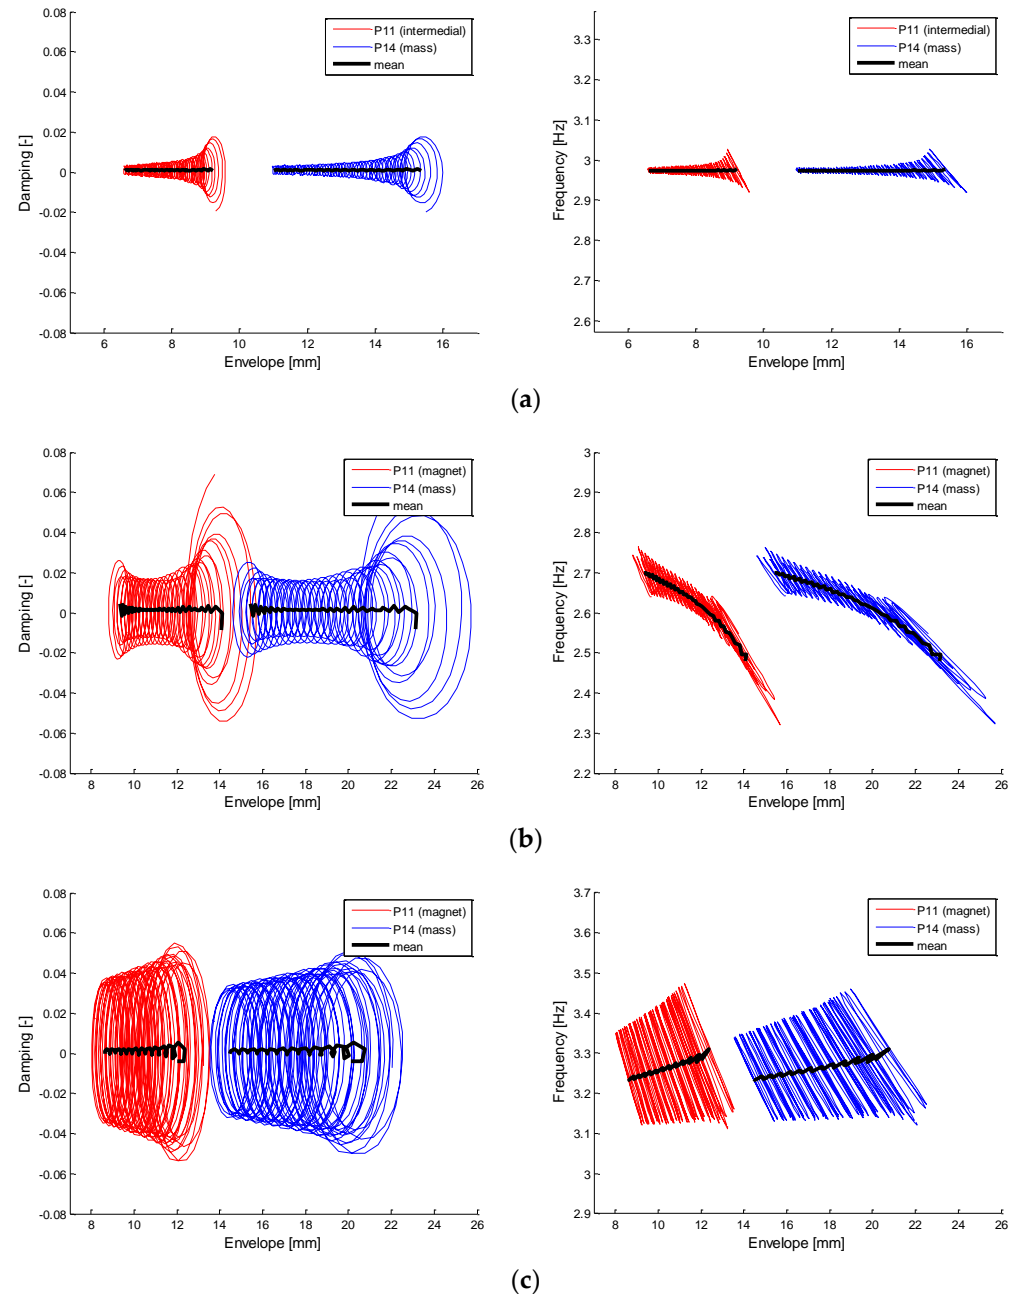 0.08
0.06
0.04
0.02
0
-0.02
-0.04
-0.06
-0.08
Damping [-]
6 8 10 12 14 16
Envelope [mm]
P11 (intermedial)
P14 (mass)
mean
3.3
3.2
3.1
3
2.9
2.8
2.7
2.6
Frequency [Hz]
6 8 10 12 14 16
Envelope [mm]
P11 (intermedial)
P14 (mass)
mean
(a)
0.08
0.06
0.04
0.02
0
-0.02
-0.04
-0.06
-0.08
Damping [-]
8 10 12 14 16 18 20 22 24 26
Envelope [mm]
P11 (magnet)
P14 (mass)
mean
3
2.9
2.8
2.7
2.6
2.5
2.4
2.3
2.2
Frequency [Hz]
8 10 12 14 16 18 20 22 24 26
Envelope [mm]
P11 (magnet)
P14 (mass)
mean
(b)
0.08
0.06
0.04
0.02
0
-0.02
-0.04
-0.06
-0.08
Damping [-]
8 10 12 14 16 18 20 22 24 26
Envelope [mm]
P11 (magnet)
P14 (mass)
mean
3.7
3.6
3.5
3.4
3.3
3.2
3.1
3
2.9
Frequency [Hz]
8 10 12 14 16 18 20 22 24 26
Envelope [mm]
P11 (magnet)
P14 (mass)
mean
(c)